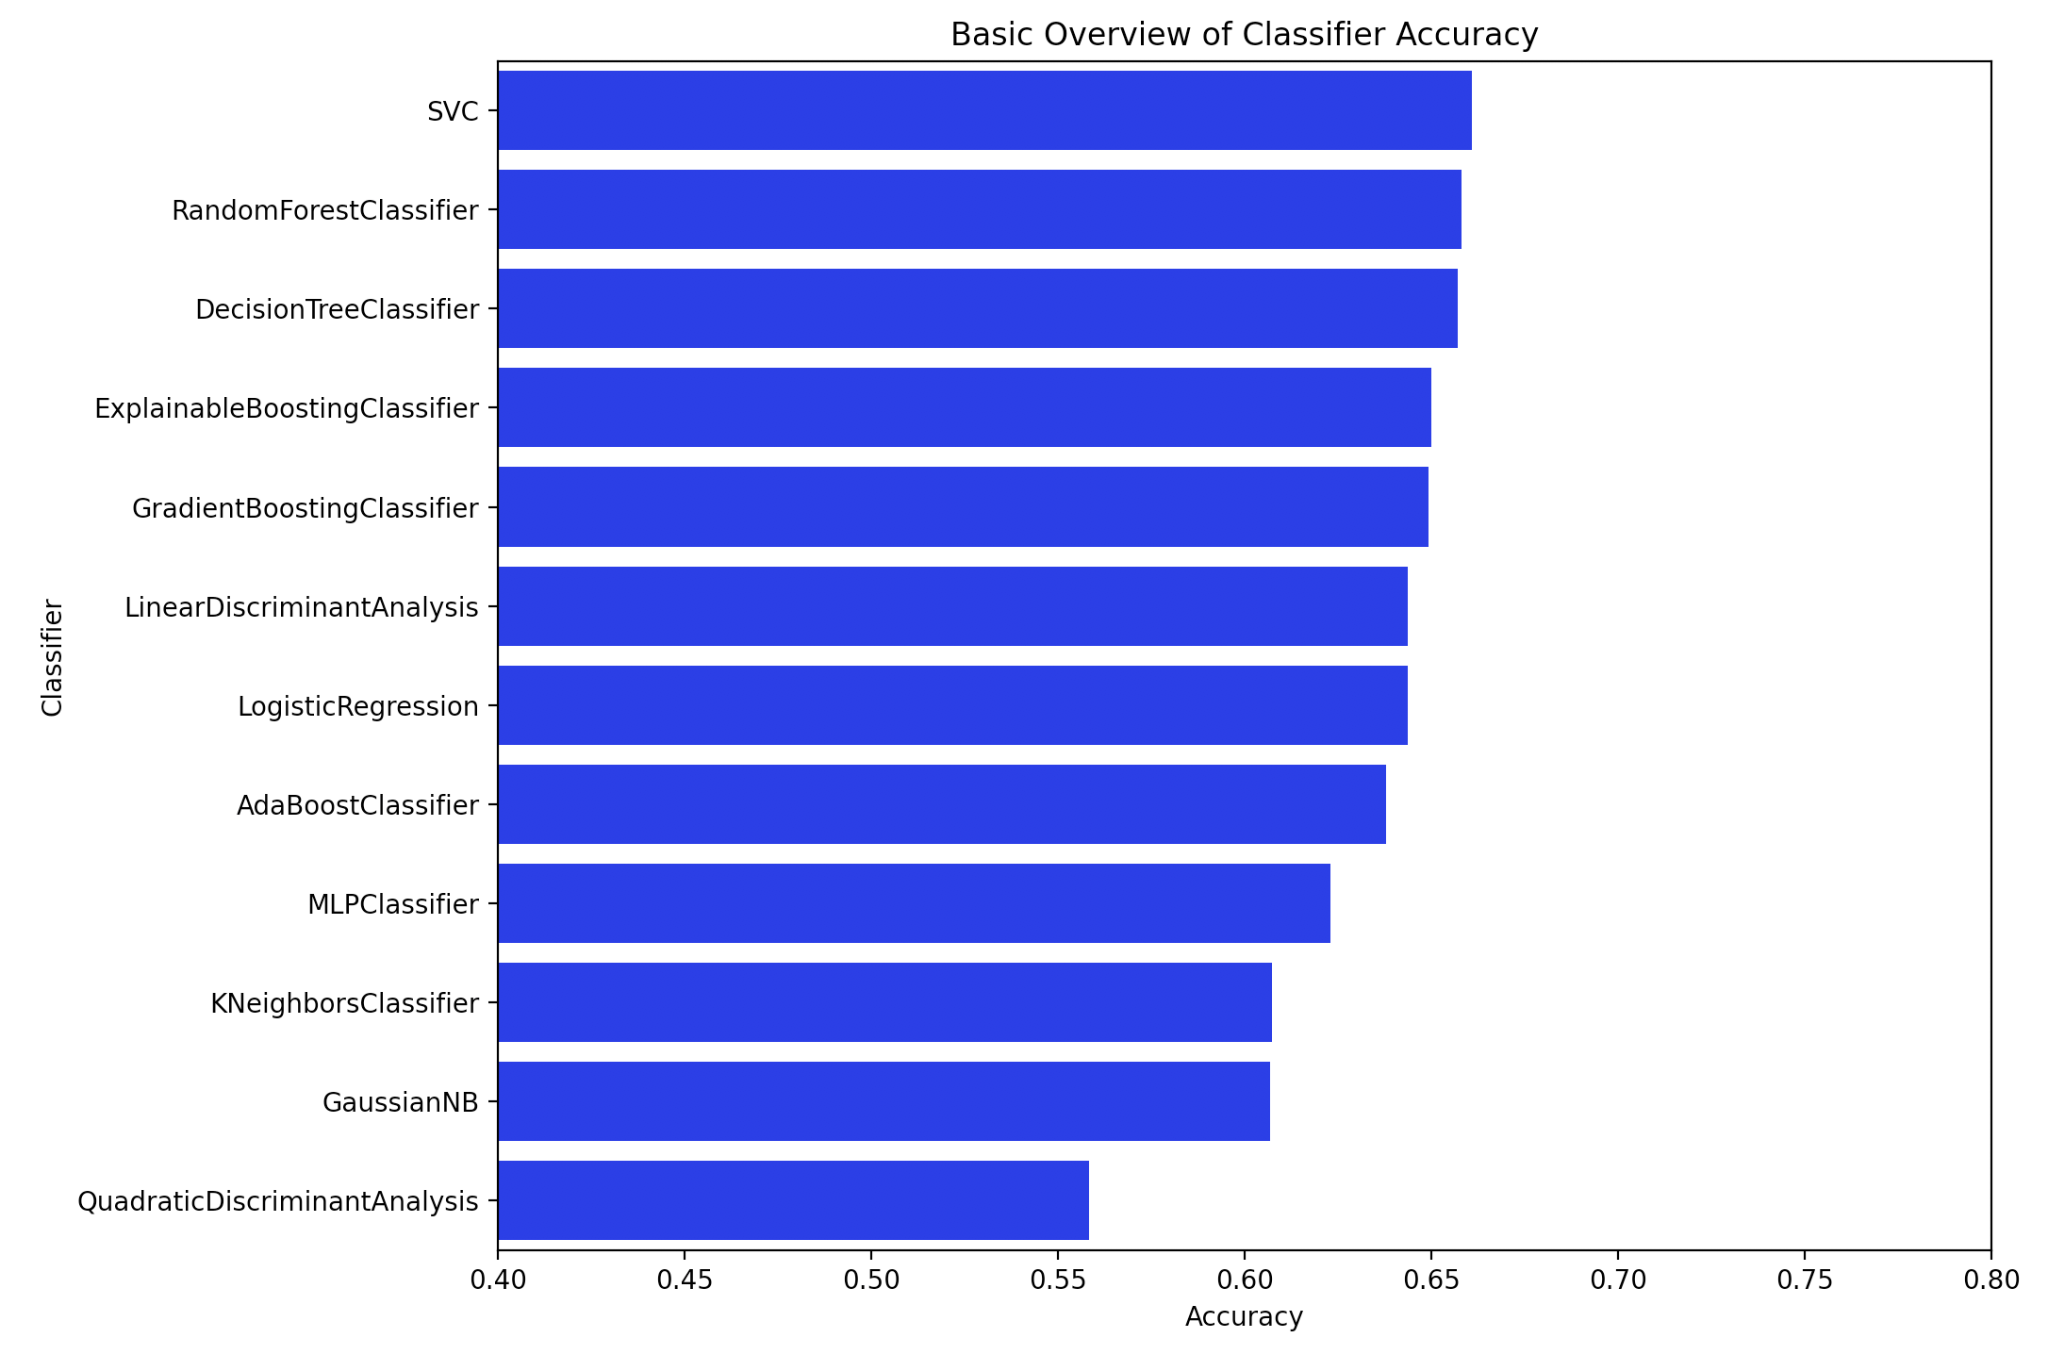 Basic Overview of Classifier Accuracy
SVC
RandomForestClassifier
DecisionTreeClassifier
ExplainableBoostingClassifier
GradientBoostingClassifier
LinearDiscriminantAnalysis
LogisticRegression
AdaBoostClassifier
MLPClassifier
KNeighborsClassifier
GaussianNB
QuadraticDiscriminantAnalysis
Classifier
0.40 0.45 0.50 0.55 0.60 0.65 0.70 0.75 0.80
Accuracy